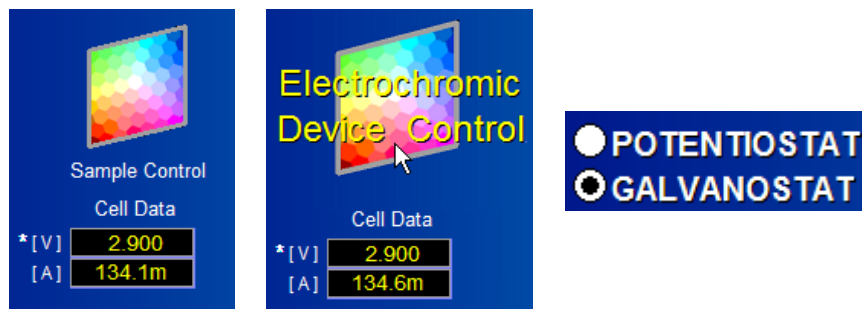 Sample Control
Cell Data
*[V] 2.900
[A] 134.1m
Electrochromic
Device Control
Cell Data
*[V] 2.900
[A] 134.6m
POTENTIOSTAT
GALVANOSTAT